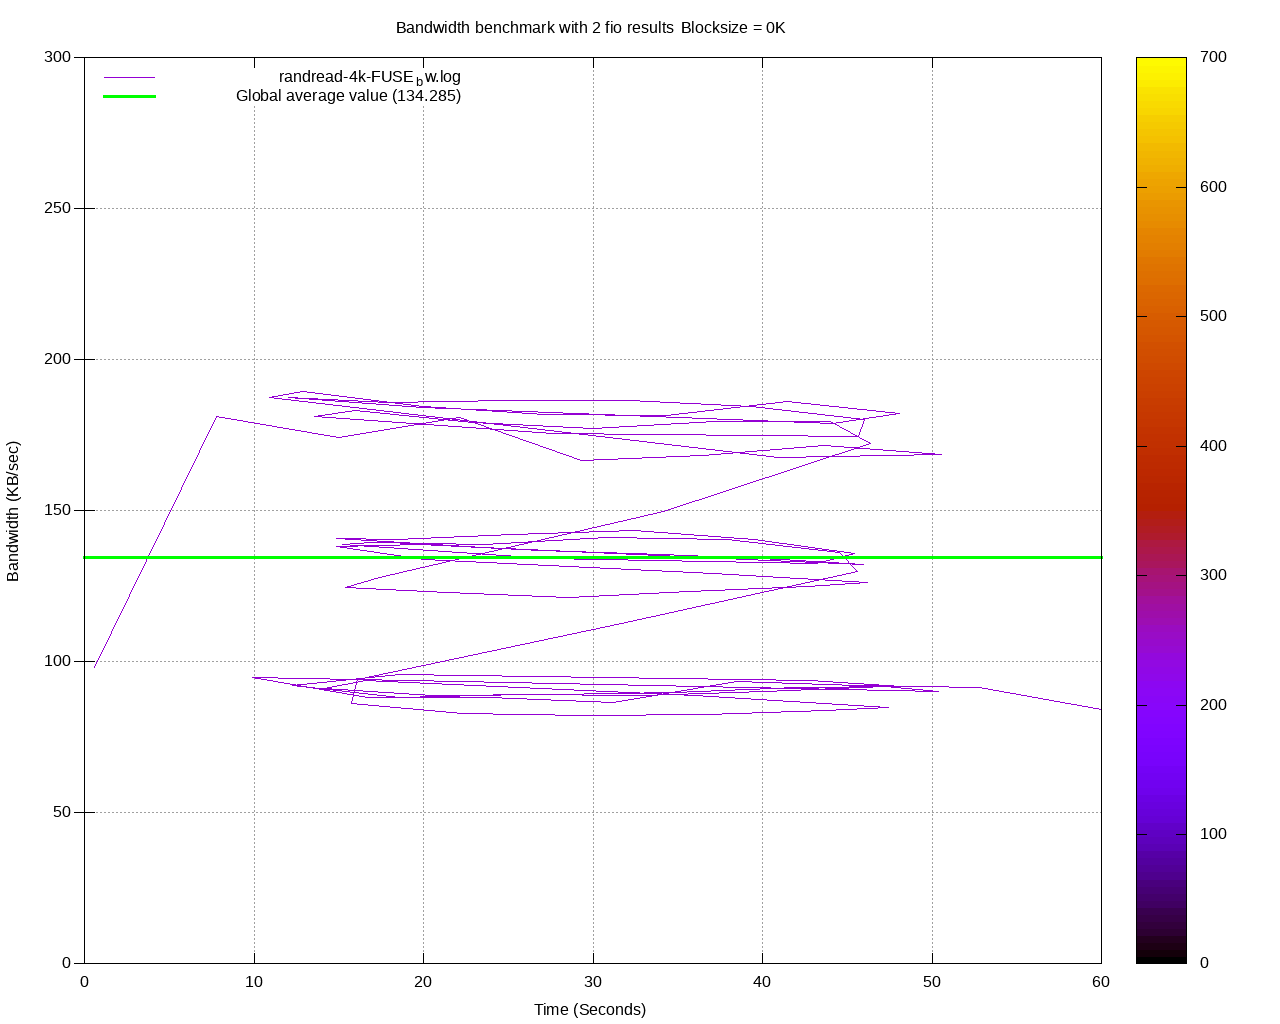 Bandwidth benchmark with 2 fio results Blocksize = 0K
randread-4k-FUSE_bw.log
Global average value (134.285)
300
250
200
150
100
50
0
Bandwidth (KB/sec)
0 10 20 30 40 50 60
Time (Seconds)
700
600
500
400
300
200
100
0